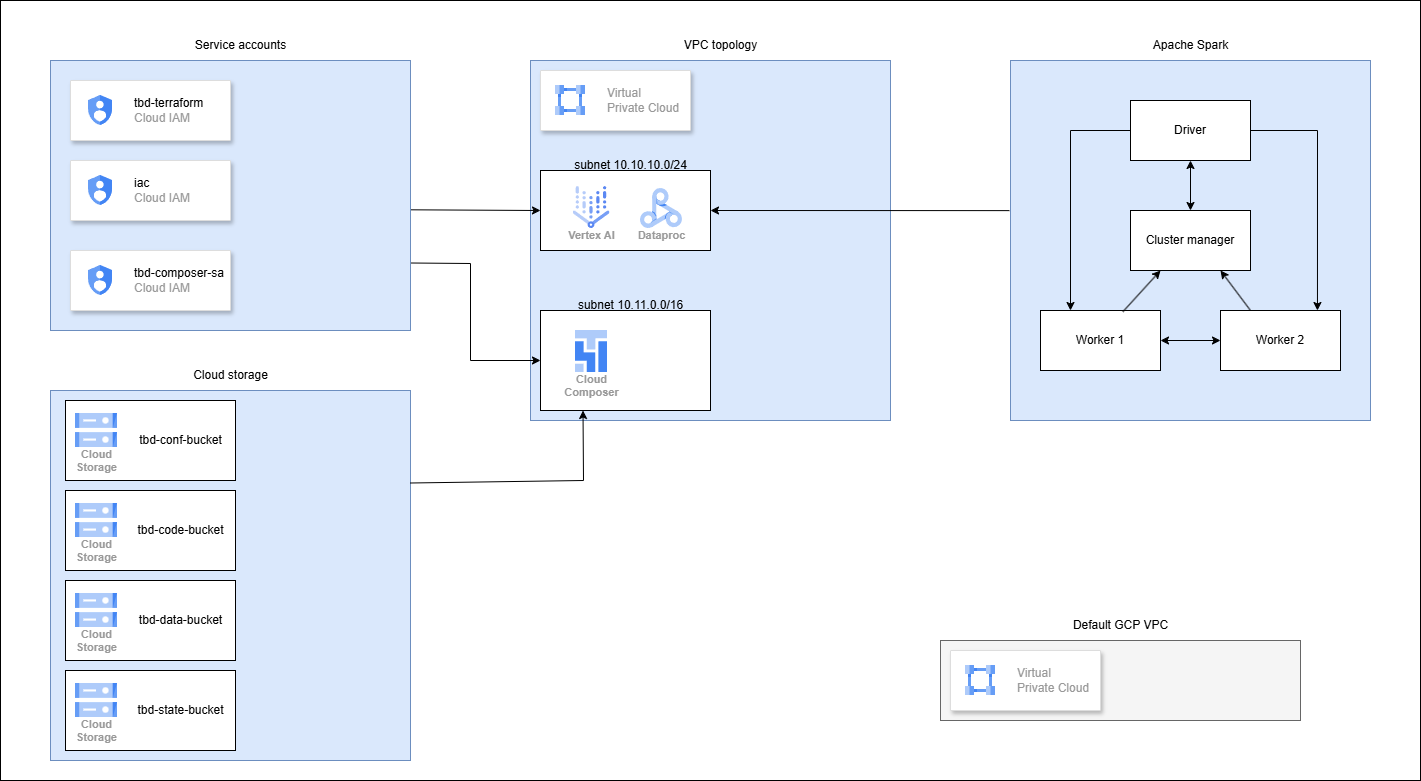 Service accounts
tbd-terraform
Cloud IAM
iac
Cloud IAM
tbd-composer-sa
Cloud IAM
Cloud storage
Cloud
Storage
tbd-conf-bucket
Cloud
Storage
tbd-code-bucket
Cloud
Storage
tbd-data-bucket
Cloud
Storage
tbd-state-bucket
VPC topology
Virtual
Private Cloud
subnet 10.10.10.0/24
Vertex AI
Dataproc
subnet 10.11.0.0/16
Cloud
Composer
Apache Spark
Driver
Cluster manager
Worker 1
Worker 2
Default GCP VPC
Virtual
Private Cloud